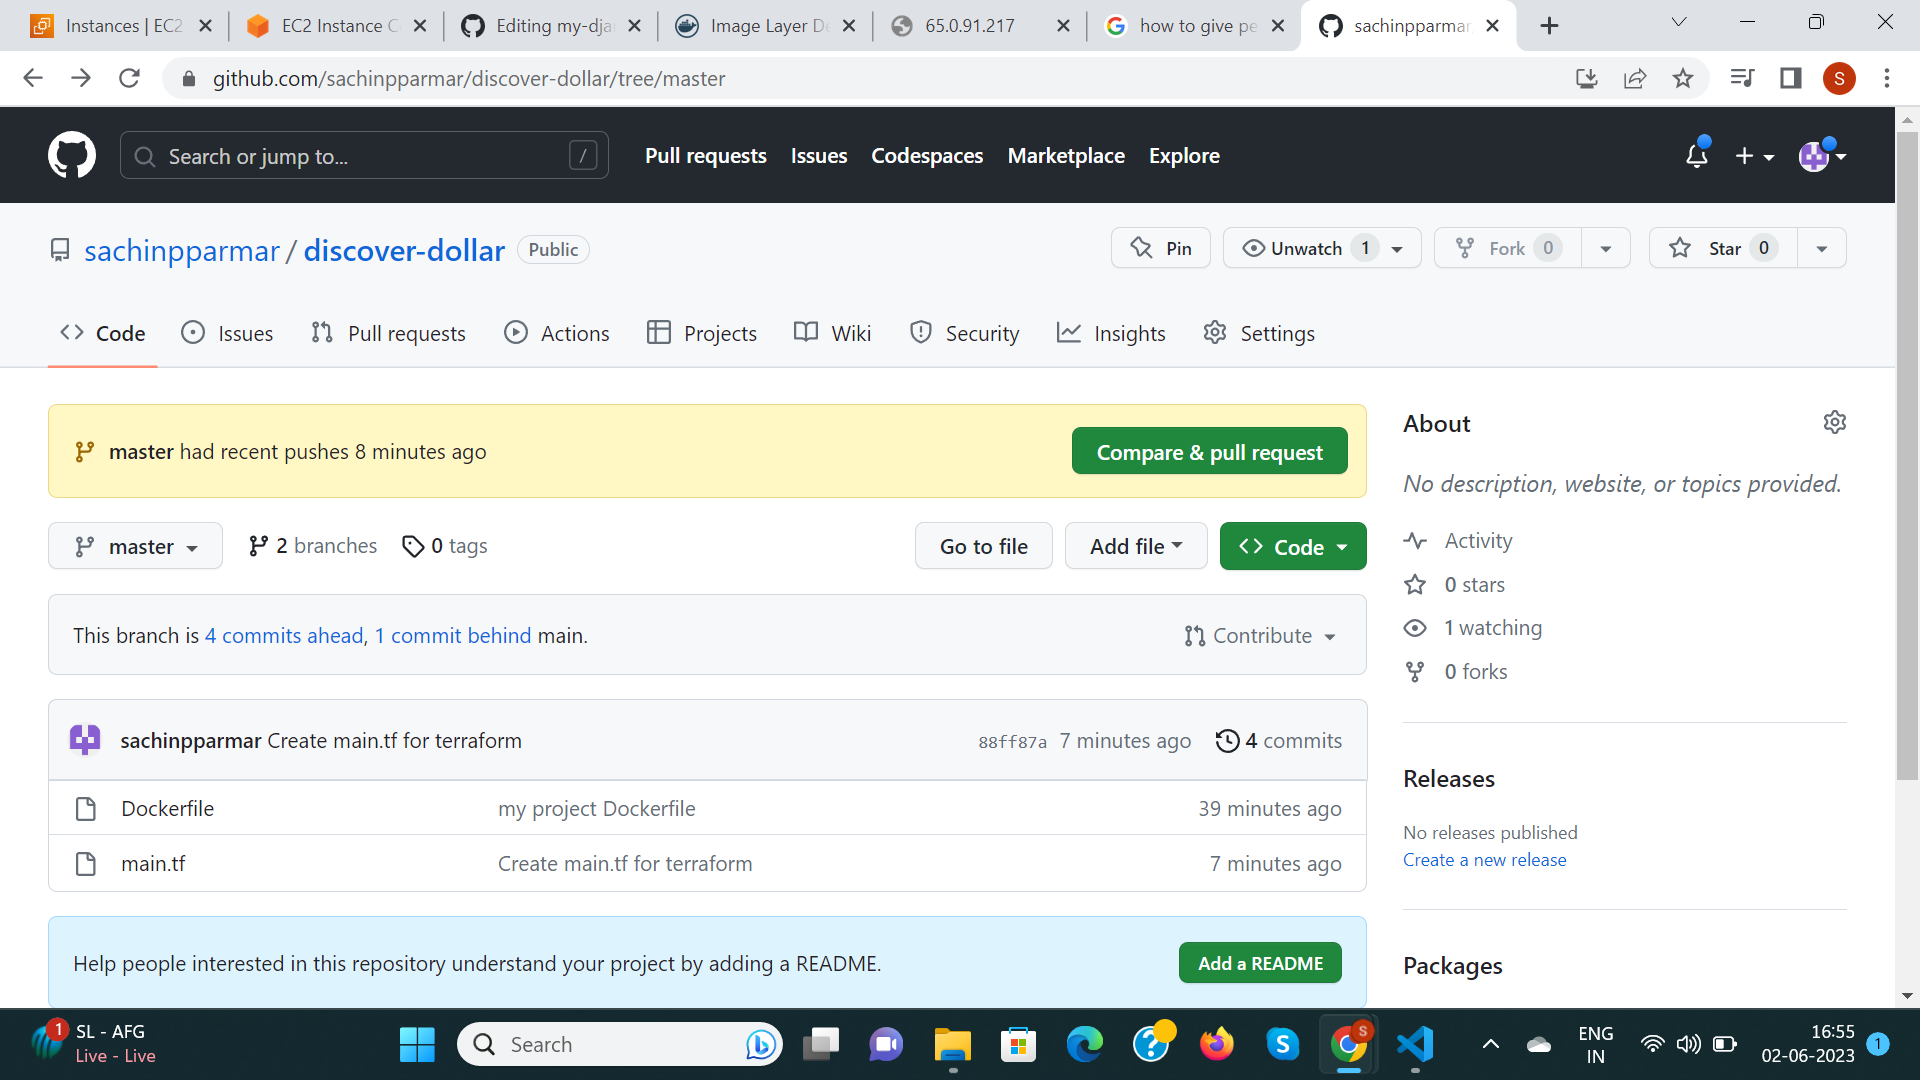 Instances | EC2
EC2 Instance C
Editing my-dja
Image Layer De
65.0.91.217
how to give pe
sachinpparmar
github.com/sachinpparmar/discover-dollar/tree/master
S
Search or jump to...
/
Pull requests
Issues
Codespaces
Marketplace
Explore
sachinpparmar / discover-dollar
Public
Pin
Unwatch 1
Fork 0
Star 0
Code
Issues
Pull requests
Actions
Projects
Wiki
Security
Insights
Settings
master had recent pushes 8 minutes ago
Compare & pull request
master
2 branches
0 tags
Go to file
Add file
Code
This branch is 4 commits ahead, 1 commit behind main.
Contribute
sachinpparmar Create main.tf for terraform
88ff87a 7 minutes ago
4 commits
Dockerfile
my project Dockerfile
39 minutes ago
main.tf
Create main.tf for terraform
7 minutes ago
Help people interested in this repository understand your project by adding a README.
Add a README
About
No description, website, or topics provided.
Activity
0 stars
1 watching
0 forks
Releases
No releases published
Create a new release
Packages
1
SL - AFG
Live - Live
Search
S
S
ENG
IN
16:55
02-06-2023
1